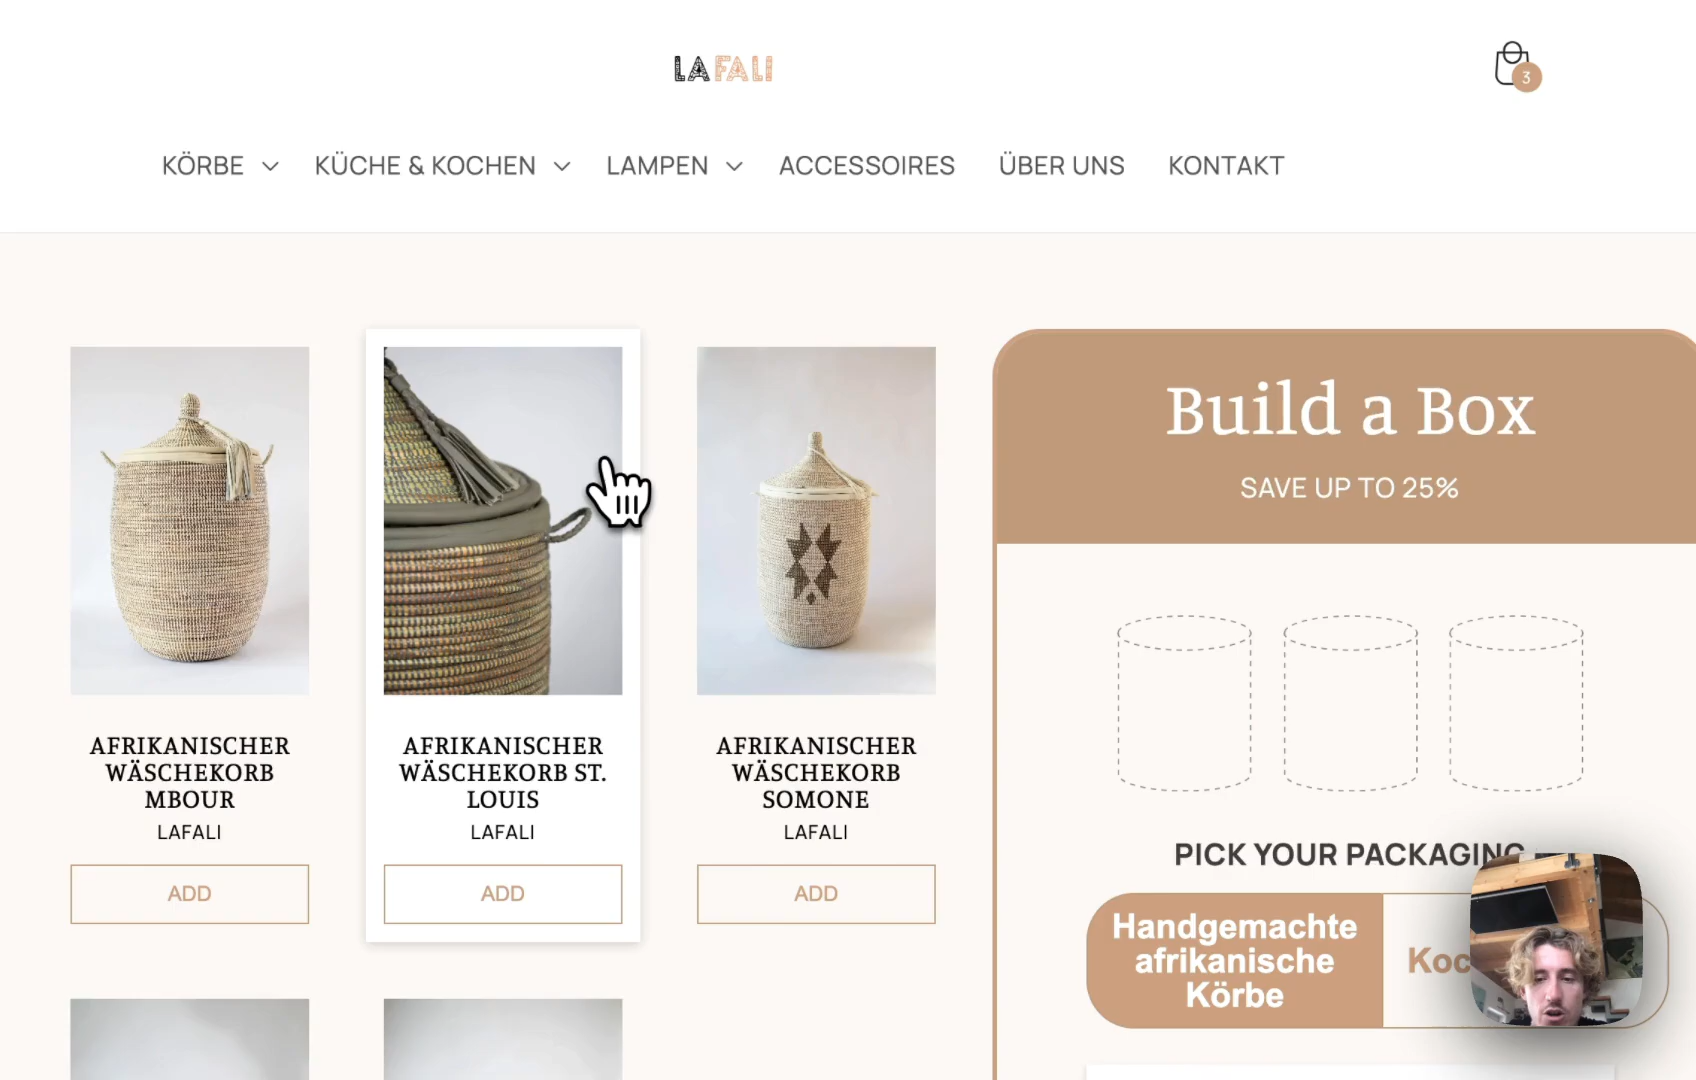 LAFALI
3
KÖRBE
KÜCHE & KOCHEN
LAMPEN
ACCESSOIRES
ÜBER UNS
KONTAKT
AFRIKANISCHER
WÄSCHEKORB
MBOUR
LAFALI
ADD
AFRIKANISCHER
WÄSCHEKORB ST.
LOUIS
LAFALI
ADD
AFRIKANISCHER
WÄSCHEKORB
SOMONE
LAFALI
ADD
Build a Box
SAVE UP TO 25%
PICK YOUR PACKAGING
Handgemachte
afrikanische
Körbe